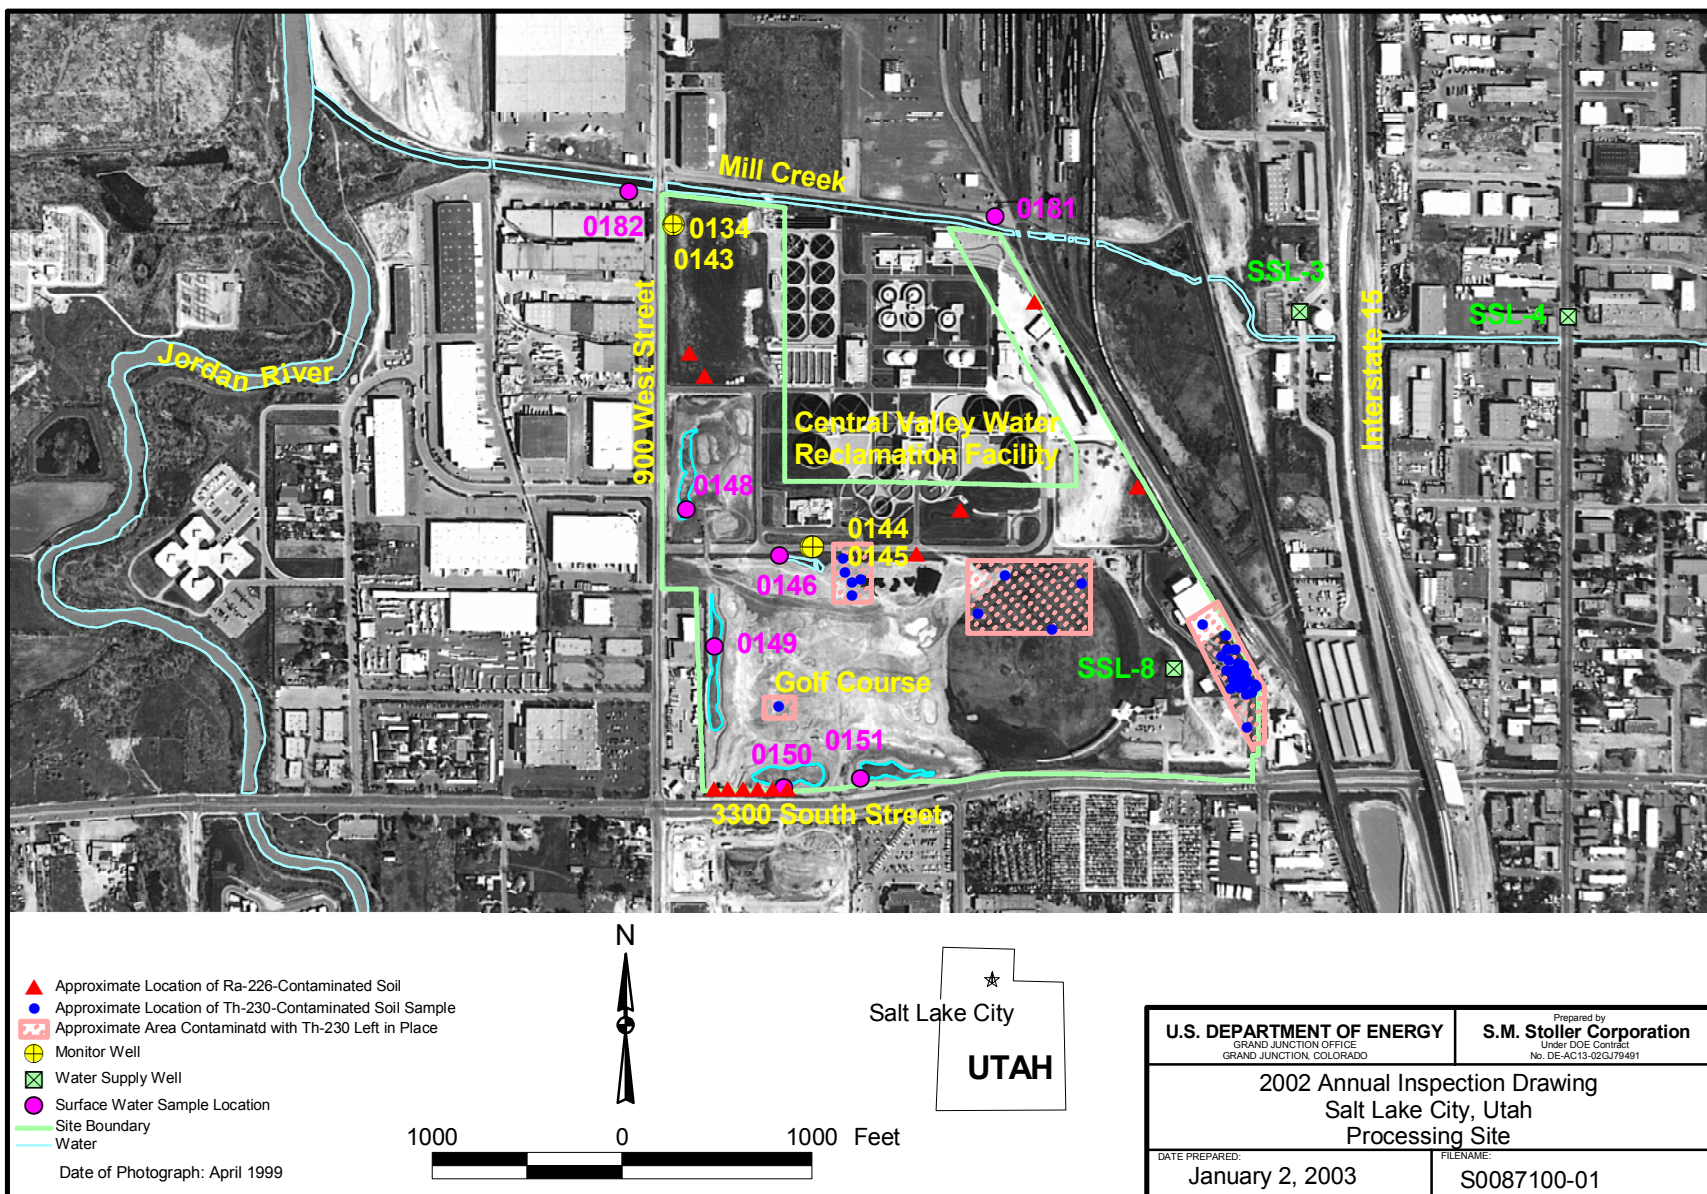 Mill Creek
0182
0134
0143
0181
SSL-3
SSL-4
Jordan River
900 West Street
Interstate 15
Central Valley Water
Reclamation Facility
0148
0144
0145
0146
0149
SSL-8
Golf Course
0150
0151
3300 South Street
N
Approximate Location of Ra-226-Contaminated Soil
Approximate Location of Th-230-Contaminated Soil Sample
Approximate Area Contaminatd with Th-230 Left in Place
Monitor Well
Water Supply Well
Surface Water Sample Location
Site Boundary
Water
Date of Photograph: April 1999
1000 0 1000 Feet
Salt Lake City
UTAH
U.S. DEPARTMENT OF ENERGY
GRAND JUNCTION OFFICE
GRAND JUNCTION, COLORADO
Prepared by
S.M. Stoller Corporation
Under DOE Contract
No. DE-AC13-02GJ79491
2002 Annual Inspection Drawing
Salt Lake City, Utah
Processing Site
DATE PREPARED:
January 2, 2003
FILENAME:
S0087100-01